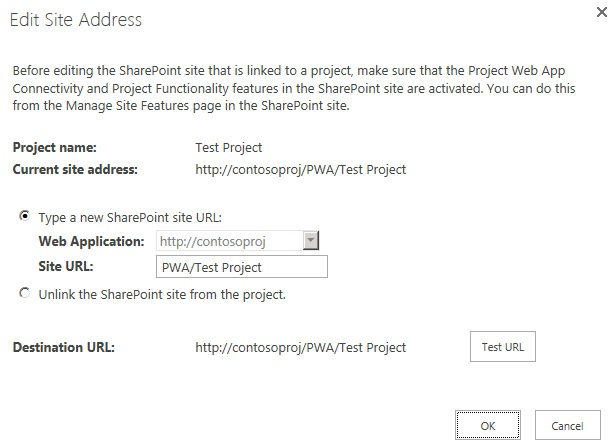 Edit Site Address
Before editing the SharePoint site that is linked to a project, make sure that the Project Web App
Connectivity and Project Functionality features in the SharePoint site are activated. You can do this
from the Manage Site Features page in the SharePoint site.
Project name: Test Project
Current site address: http://contosoproj/PWA/Test Project
Type a new SharePoint site URL:
Web Application: http://contosoproj
Site URL: PWA/Test Project
Unlink the SharePoint site from the project.
Destination URL: http://contosoproj/PWA/Test Project Test URL
OK Cancel